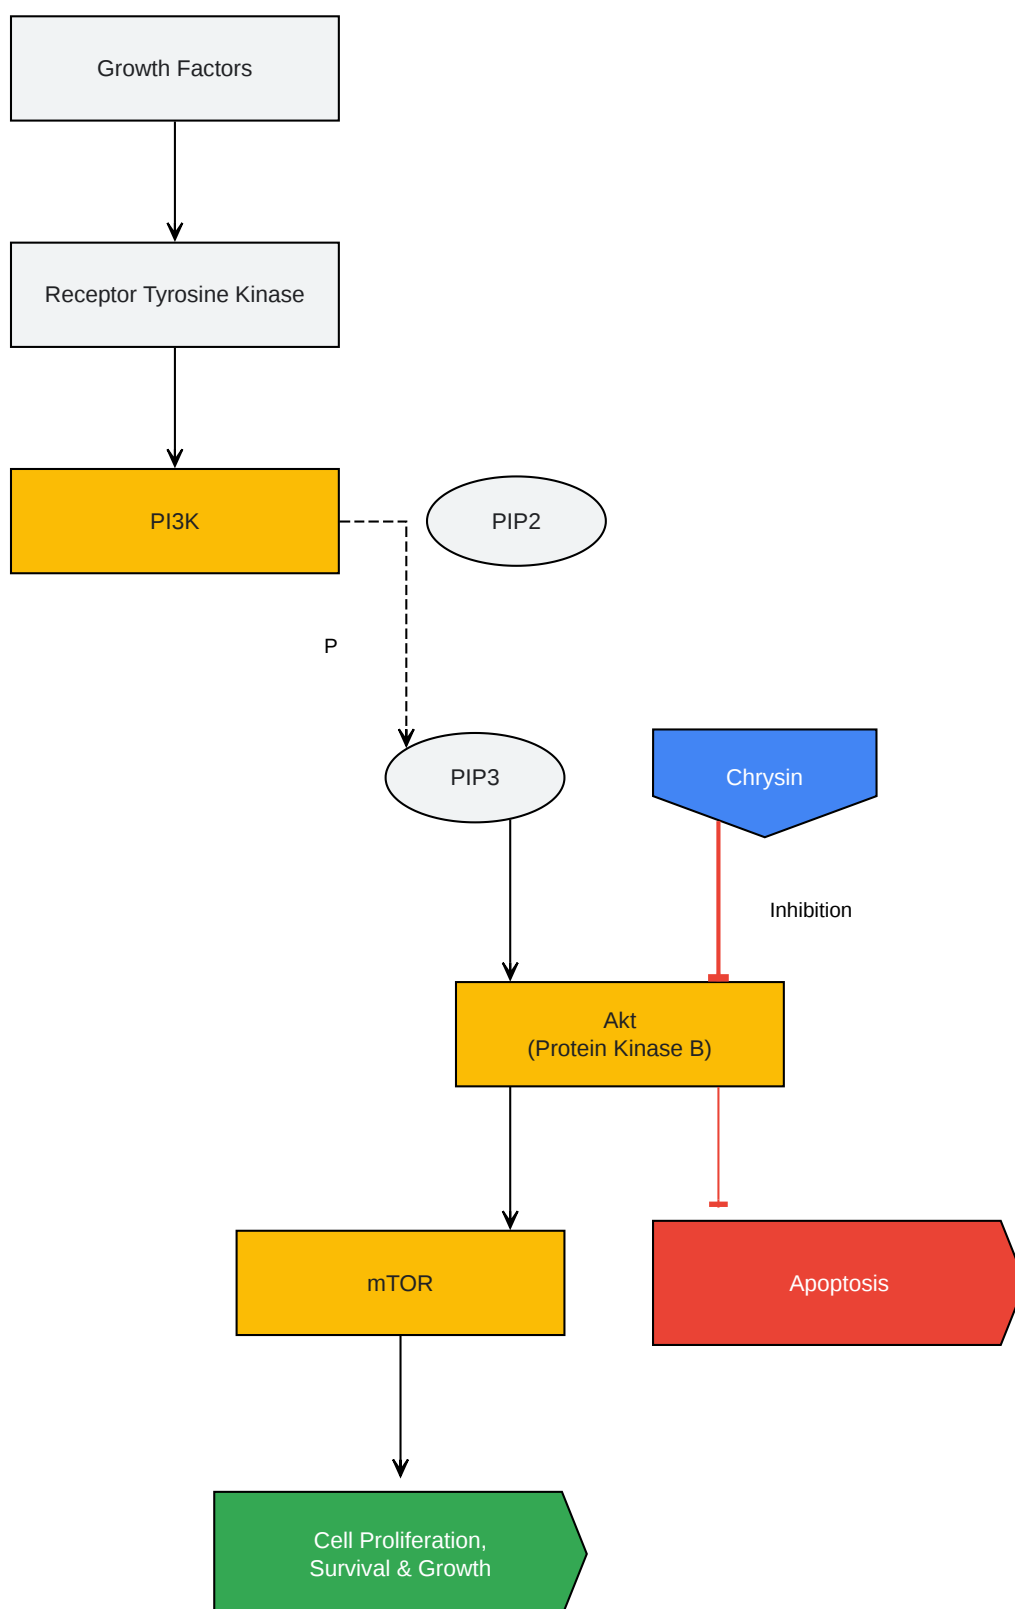 Growth Factors
Receptor Tyrosine Kinase
PI3K
PIP2
P
PIP3
Chrysin
Inhibition
Akt
(Protein Kinase B)
mTOR
Apoptosis
Cell Proliferation,
Survival & Growth